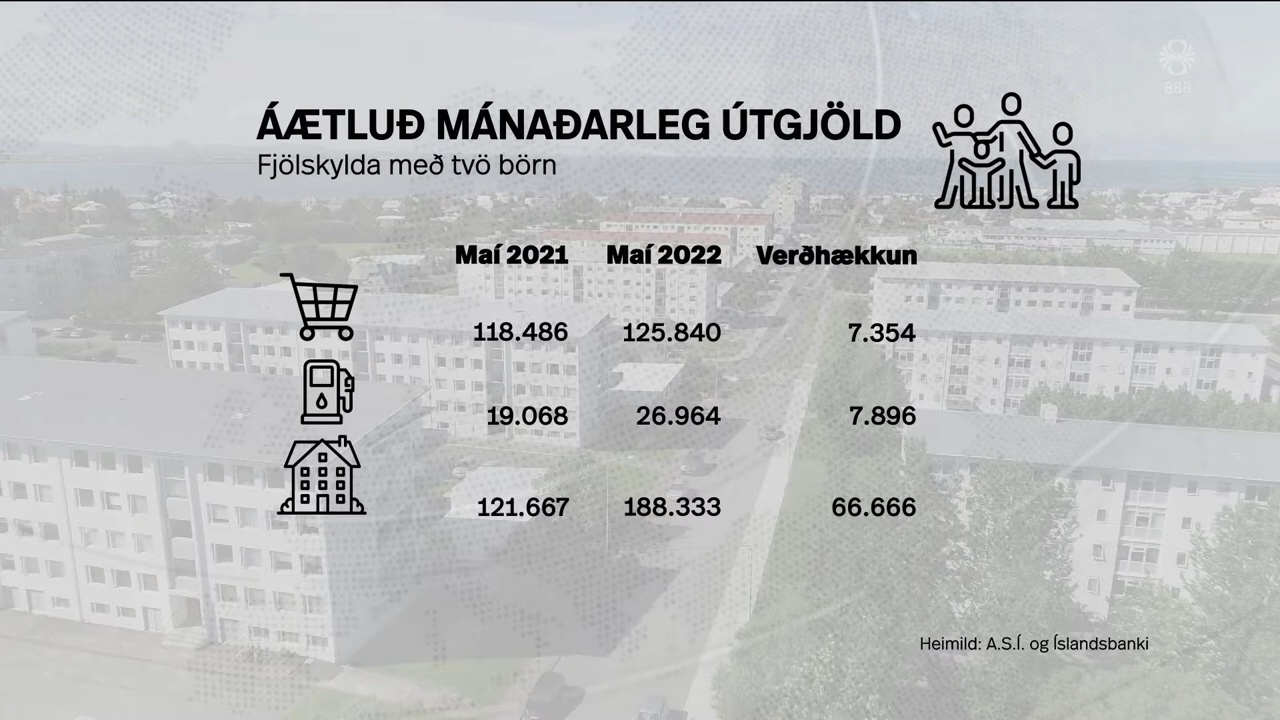 ÁÆTLUÐ MÁNAÐARLEG ÚTGJÖLD
Fjölskylda með tvö börn
Maí 2021 Maí 2022 Verðhækkun
118.486 125.840 7.354
19.068 26.964 7.896
121.667 188.333 66.666
Heimild: A.S.Í. og Íslandsbanki
888